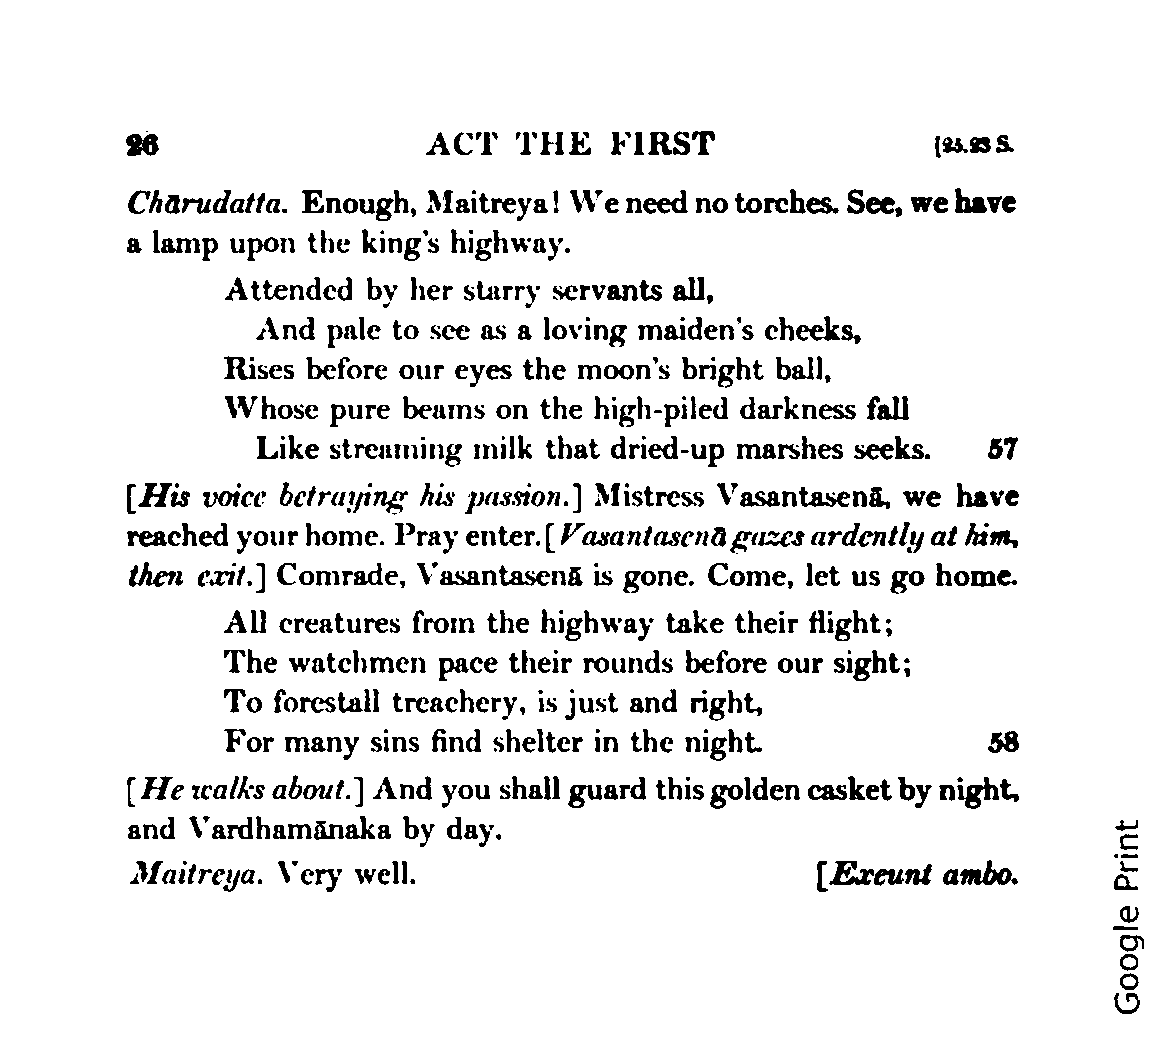 26 ACT THE FIRST [25.23 S.
Chārudatta. Enough, Maitreya! We need no torches. See, we have
a lamp upon the king's highway.
Attended by her starry servants all,
And pale to see as a loving maiden's cheeks,
Rises before our eyes the moon's bright ball,
Whose pure beams on the high-piled darkness fall
Like streaming milk that dried-up marshes seeks. 57
[His voice betraying his passion.] Mistress Vasantasenā, we have
reached your home. Pray enter. [Vasantasenā gazes ardently at him,
then exit.] Comrade, Vasantasenā is gone. Come, let us go home.
All creatures from the highway take their flight;
The watchmen pace their rounds before our sight;
To forestall treachery, is just and right,
For many sins find shelter in the night. 58
[He walks about.] And you shall guard this golden casket by night,
and Vardhamānaka by day.
Maitreya. Very well. [Exeunt ambo.
Google Print